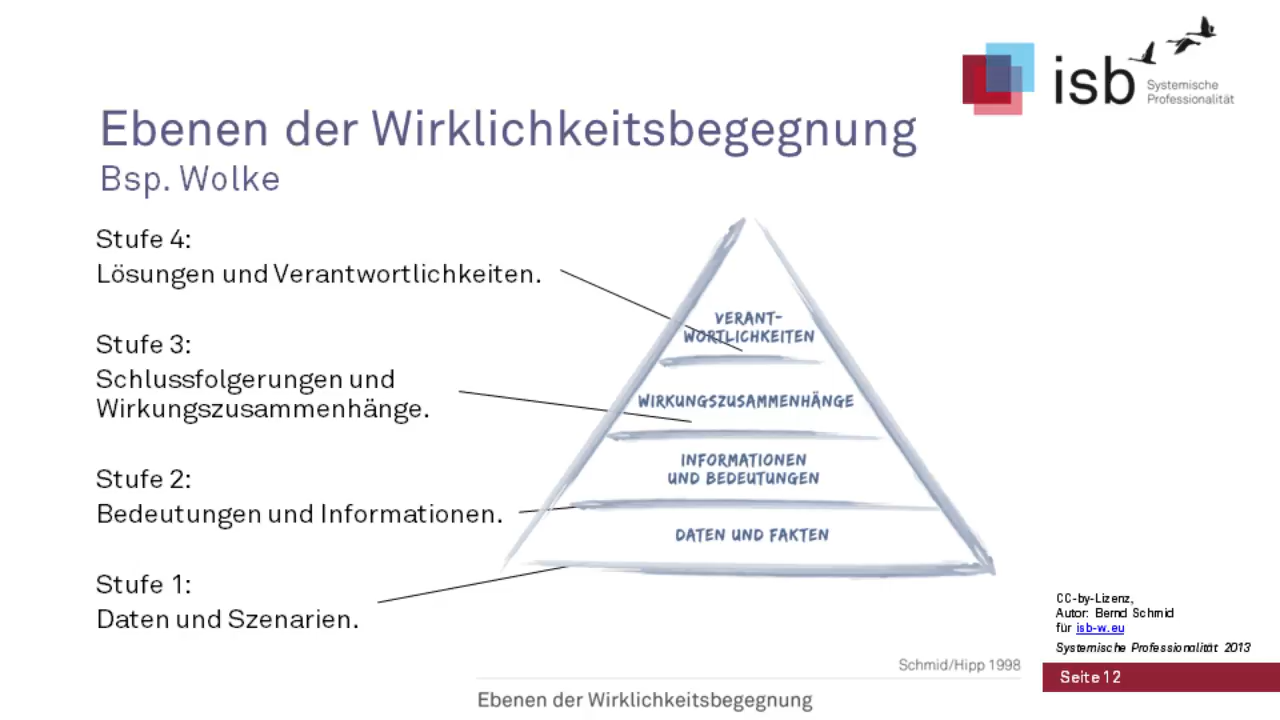 isb
Systemische
Professionalität
Ebenen der Wirklichkeitsbegegnung
Bsp. Wolke
Stufe 4:
Lösungen und Verantwortlichkeiten.
Stufe 3:
Schlussfolgerungen und
Wirkungszusammenhänge.
Stufe 2:
Bedeutungen und Informationen.
Stufe 1:
Daten und Szenarien.
VERANT-
WORTLICHKEITEN
WIRKUNGSZUSAMMENHÄNGE
INFORMATIONEN
UND BEDEUTUNGEN
DATEN UND FAKTEN
Schmid/Hipp 1998
Ebenen der Wirklichkeitsbegegnung
CC-by-Lizenz,
Autor: Bernd Schmid
für isb-w.eu
Systemische Professionalität 2013
Seite 12